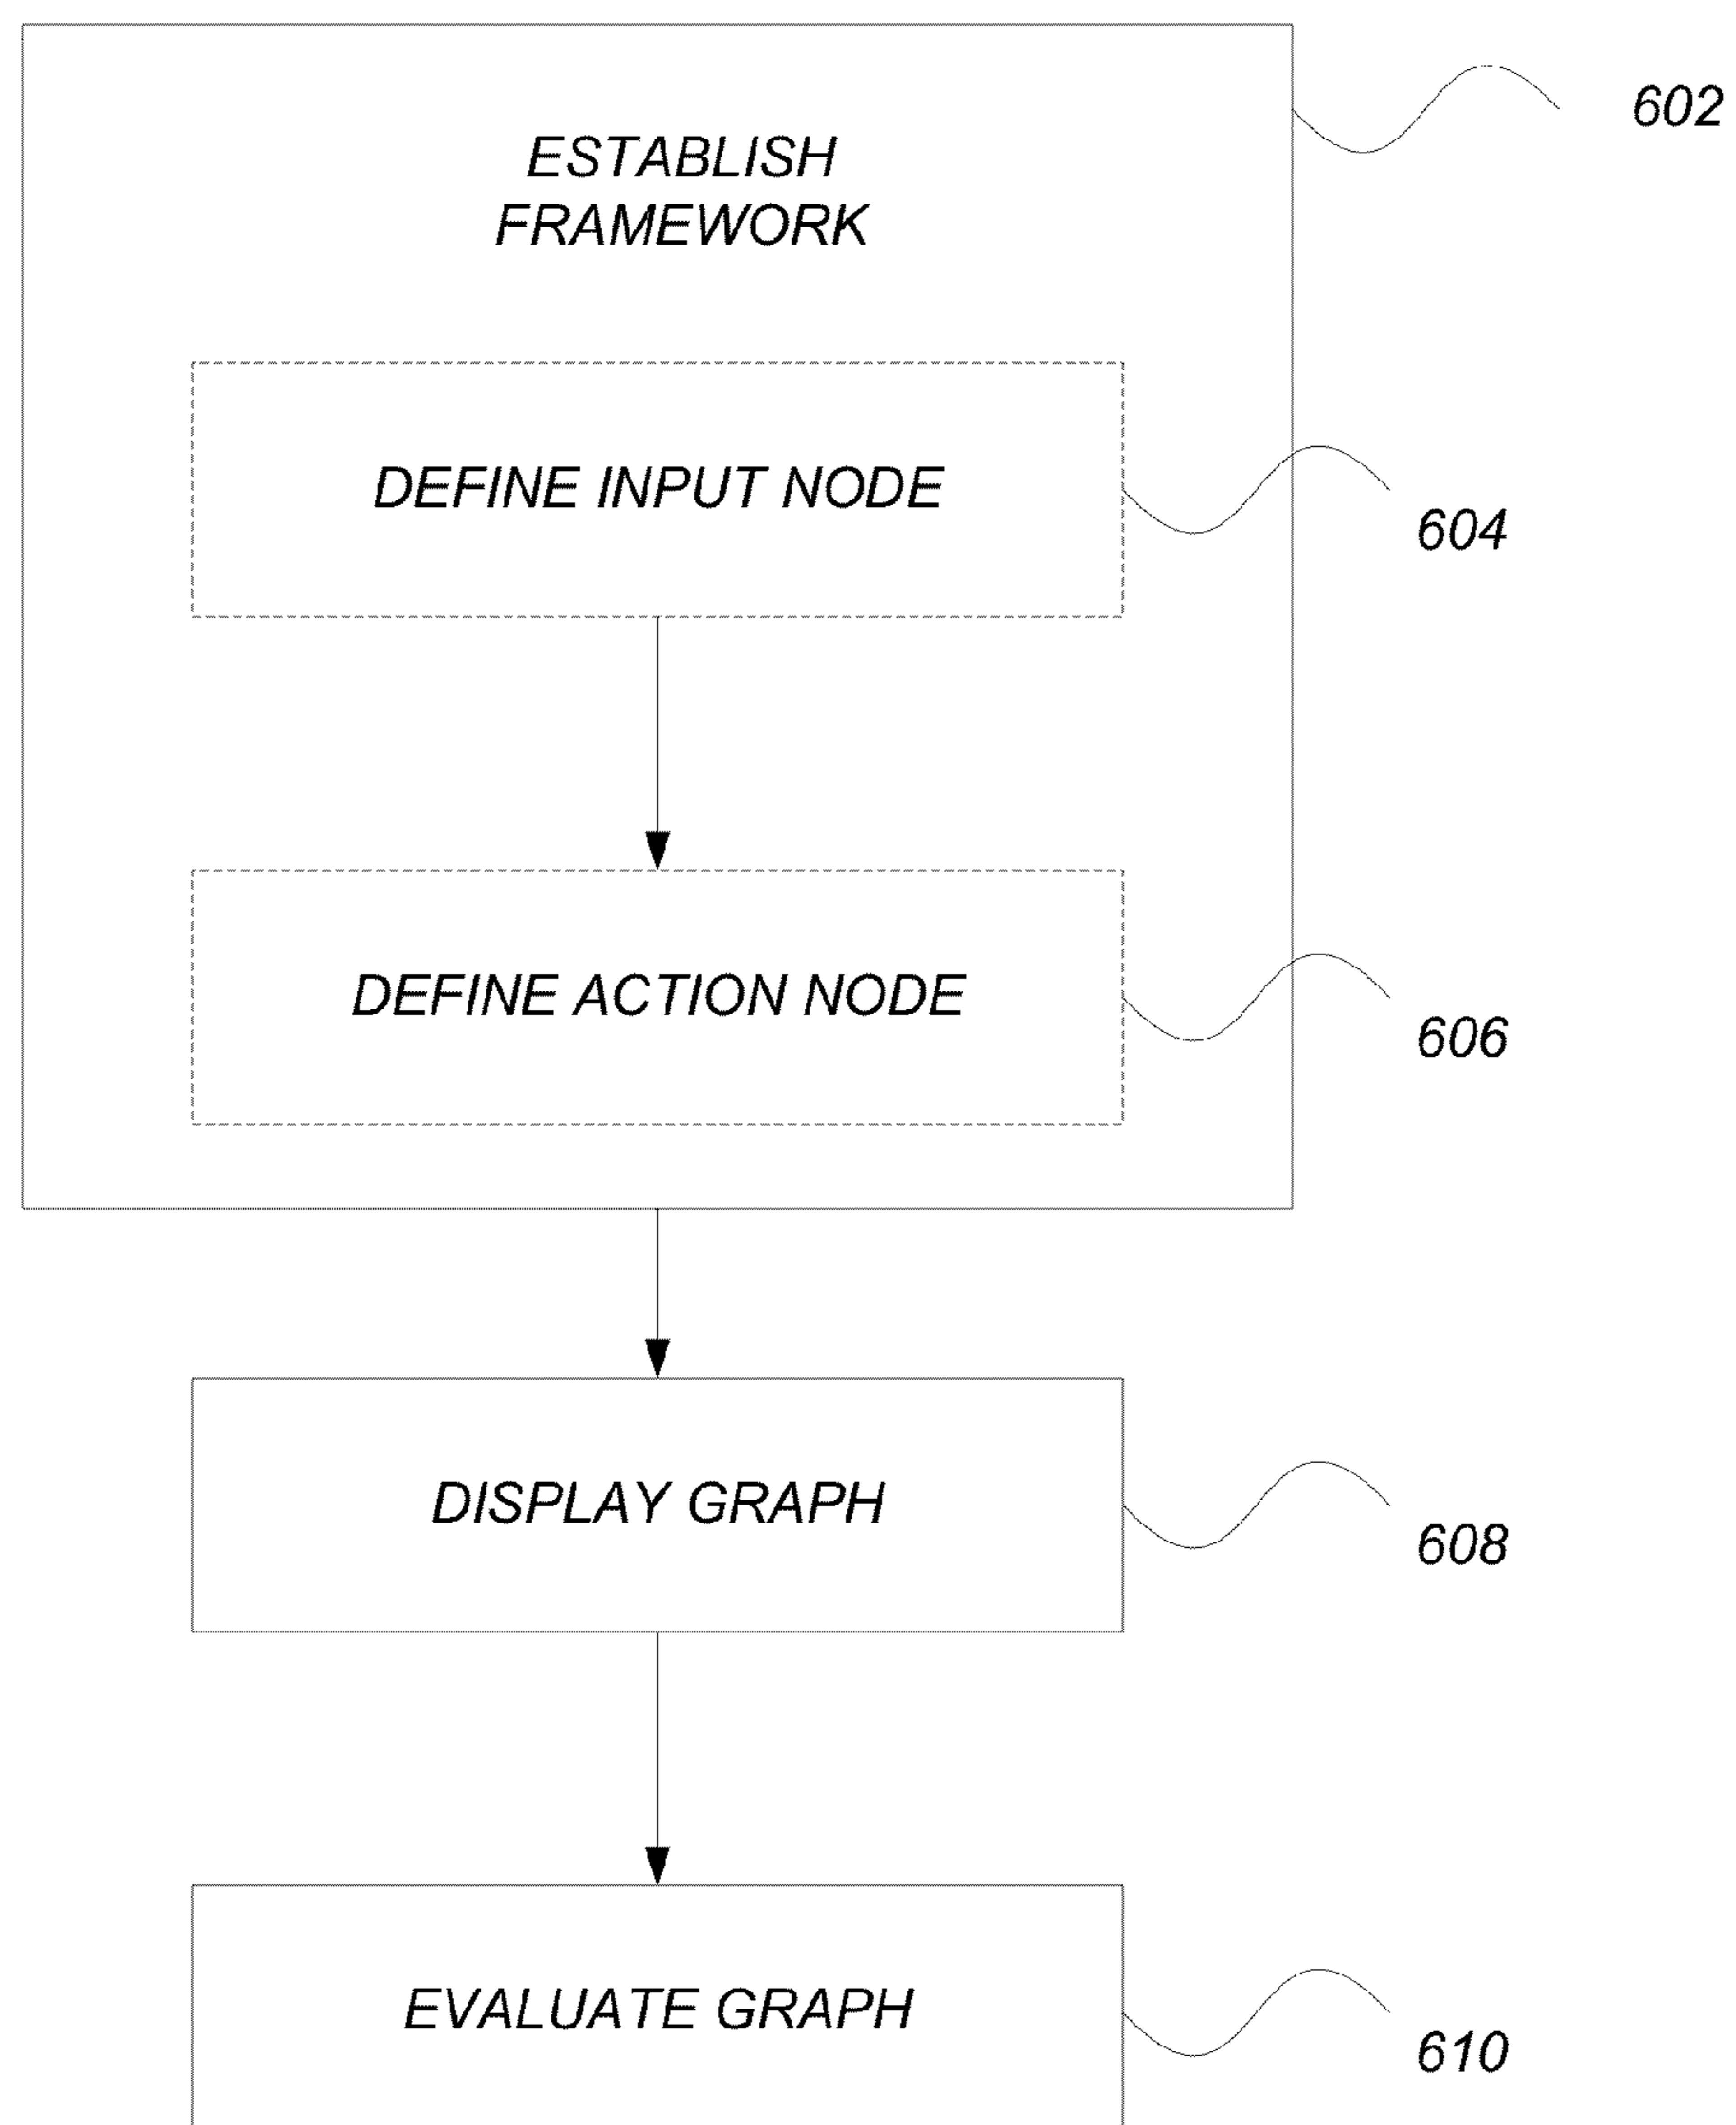 602
ESTABLISH
FRAMEWORK
DEFINE INPUT NODE
604
DEFINE ACTION NODE
606
DISPLAY GRAPH
608
EVALUATE GRAPH
610